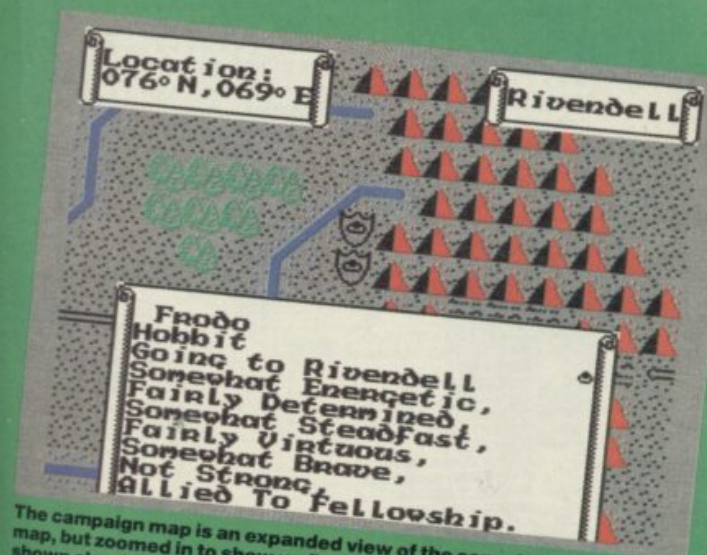 Location:
076° N, 069° E
Rivendell
Frodo
Hobbit
Going to Rivendell
Somewhat Energetic,
Fairly Determined,
Somewhat Steadfast,
Fairly Virtuous,
Somewhat Brave,
Not Strong,
Allied To Fellowship.
The campaign map is an expanded view of the
map, but zoomed in to show
shown